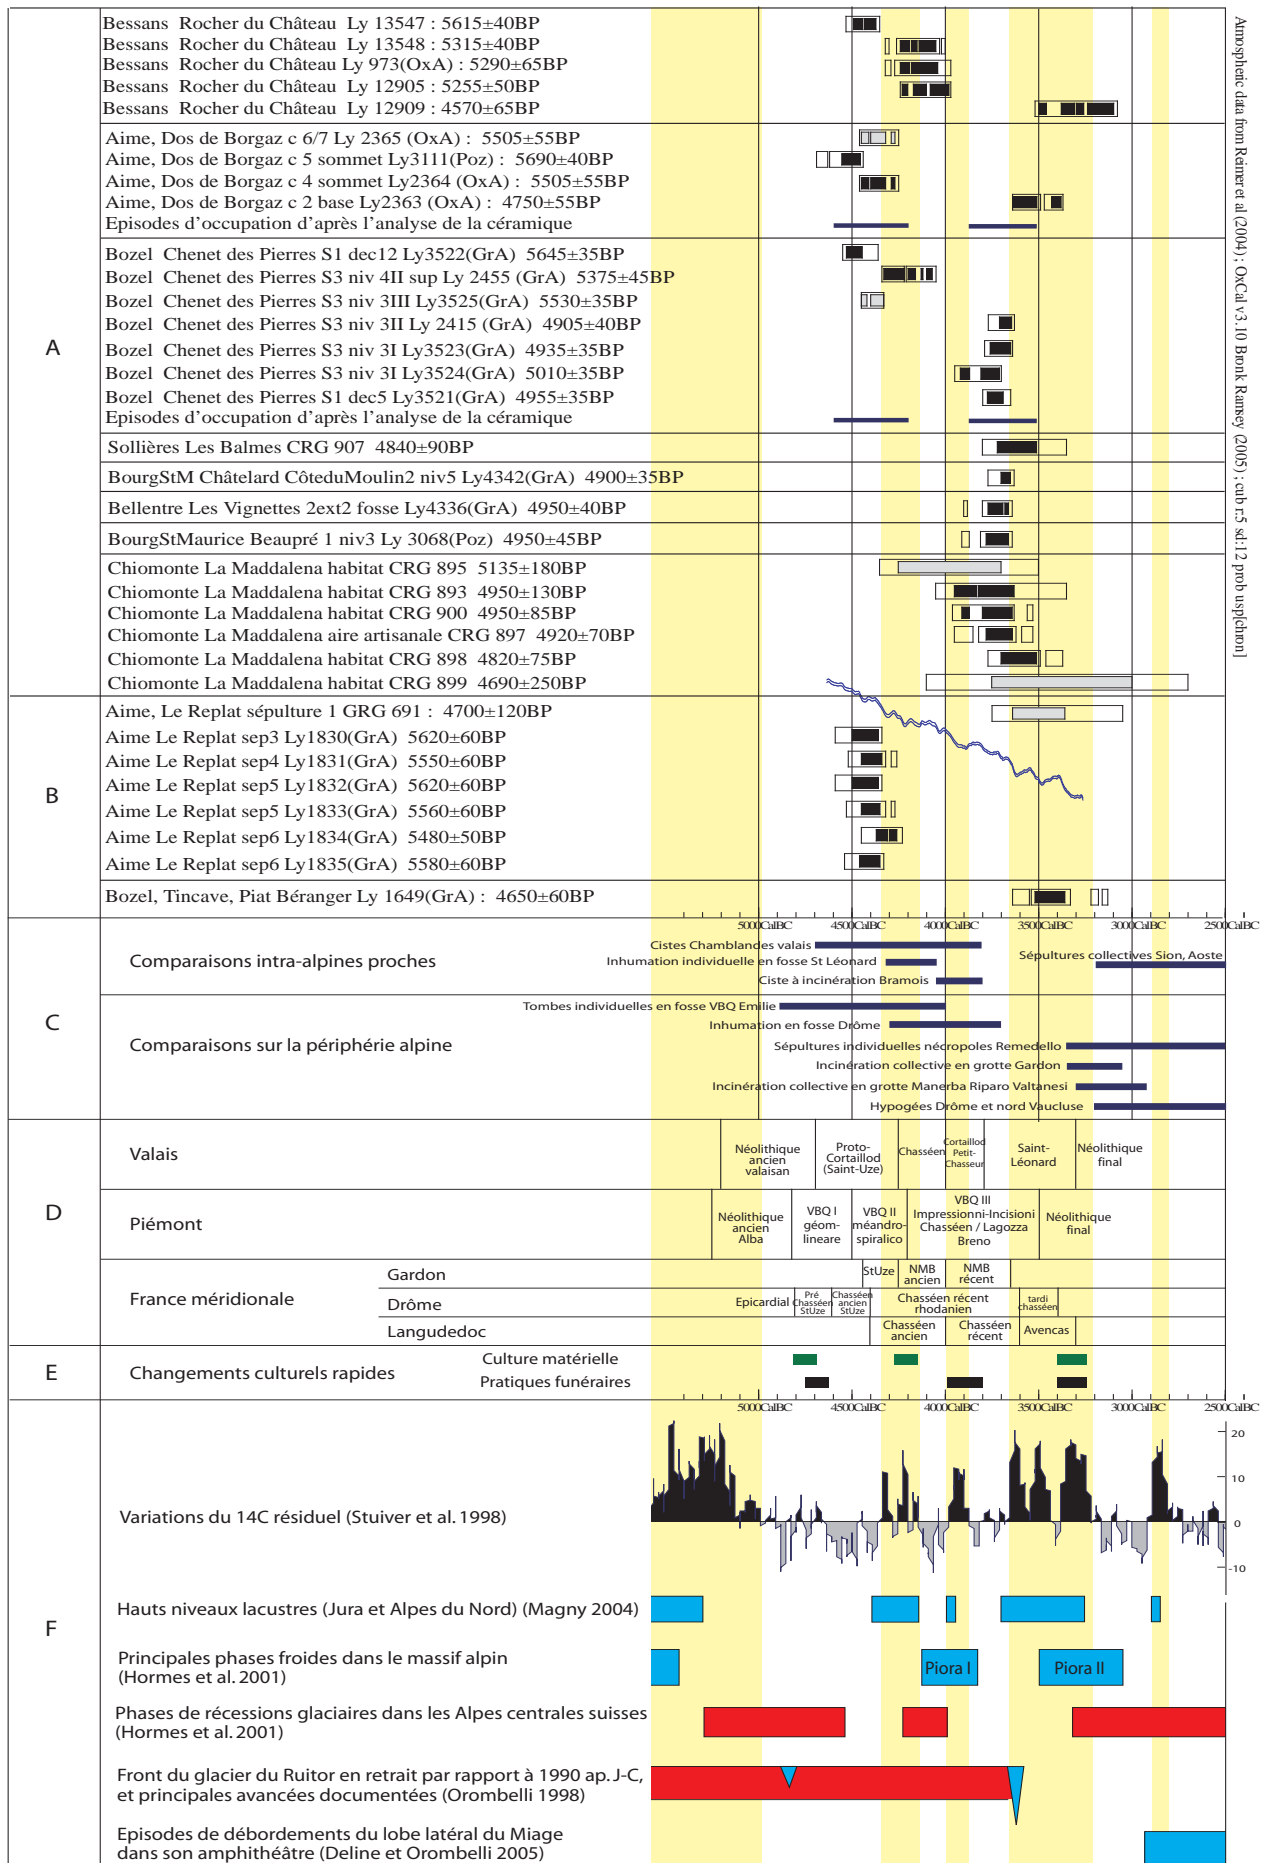 Bessans Rocher du Château Ly 13547 : 5615±40BP
Bessans Rocher du Château Ly 13548 : 5315±40BP
Bessans Rocher du Château Ly 973(OxA) : 5290±65BP
Bessans Rocher du Château Ly 12905 : 5255±50BP
Bessans Rocher du Château Ly 12909 : 4570±65BP
Aime, Dos de Borgaz c 6/7 Ly 2365 (OxA) : 5505±55BP
Aime, Dos de Borgaz c 5 sommet Ly3111(Poz) : 5690±40BP
Aime, Dos de Borgaz c 4 sommet Ly2364 (OxA) : 5505±55BP
Aime, Dos de Borgaz c 2 base Ly2363 (OxA) : 4750±55BP
Episodes d'occupation d'après l'analyse de la céramique
Bozel Chenet des Pierres S1 dec12 Ly3522(GrA) 5645±35BP
Bozel Chenet des Pierres S3 niv 4II sup Ly 2455 (GrA) 5375±45BP
Bozel Chenet des Pierres S3 niv 3III Ly3525(GrA) 5530±35BP
Bozel Chenet des Pierres S3 niv 3II Ly 2415 (GrA) 4905±40BP
A
Bozel Chenet des Pierres S3 niv 3I Ly3523(GrA) 4935±35BP
Bozel Chenet des Pierres S3 niv 3I Ly3524(GrA) 5010±35BP
Bozel Chenet des Pierres S1 dec5 Ly3521(GrA) 4955±35BP
Episodes d'occupation d'après l'analyse de la céramique
Sollières Les Balmes CRG 907 4840±90BP
BourgStM Châtelard CôteduMoulin2 niv5 Ly4342(GrA) 4900±35BP
Bellentre Les Vignettes 2ext2 fosse Ly4336(GrA) 4950±40BP
BourgStMaurice Beaupré 1 niv3 Ly 3068(Poz) 4950±45BP
Chiomonte La Maddalena habitat CRG 895 5135±180BP
Chiomonte La Maddalena habitat CRG 893 4950±130BP
Chiomonte La Maddalena habitat CRG 900 4950±85BP
Chiomonte La Maddalena aire artisanale CRG 897 4920±70BP
Chiomonte La Maddalena habitat CRG 898 4820±75BP
Chiomonte La Maddalena habitat CRG 899 4690±250BP
Atmospheric data from Reimer et al (2004); OxCal v3.10 Bronk Ramsey (2005); cub r:5 sd:12 prob usp[chron]
Aime, Le Replat sépulture 1 GRG 691 : 4700±120BP
Aime Le Replat sep3 Ly1830(GrA) 5620±60BP
Aime Le Replat sep4 Ly1831(GrA) 5550±60BP
Aime Le Replat sep5 Ly1832(GrA) 5620±60BP
B
Aime Le Replat sep5 Ly1833(GrA) 5560±60BP
Aime Le Replat sep6 Ly1834(GrA) 5480±50BP
Aime Le Replat sep6 Ly1835(GrA) 5580±60BP
Bozel, Tincave, Piat Béranger Ly 1649(GrA) : 4650±60BP
5000CalBC 4500CalBC 4000CalBC 3500CalBC 3000CalBC 2500CalBC
C
Comparaisons intra-alpines proches
Cistes Chamblandes valais
Inhumation individuelle en fosse St Léonard
Sépultures collectives Sion, Aoste
Ciste à incinération Bramois
Comparaisons sur la périphérie alpine
Tombes individuelles en fosse VBQ Emilie
Inhumation en fosse Drôme
Sépultures individuelles nécropoles Remedello
Incinération collective en grotte Gardon
Incinération collective en grotte Manerba Riparo Valtanesi
Hypogées Drôme et nord Vaucluse
D
Valais
Néolithique
ancien
valaisan
Proto-
Cortaillod
(Saint-Uze)
Chasséen
Cortaillod
Petit-
Chasseur
Saint-
Léonard
Néolithique
final
Piémont
Néolithique
ancien
Alba
VBQ I
géom-
lineare
VBQ II
méandro-
spiralico
VBQ III
Impressionni-Incisioni
Chasséen / Lagozza
Breno
Néolithique
final
France méridionale
Gardon
StUze
NMB
ancien
NMB
récent
Drôme
Epicardial
Pré
Chasséen
StUze
Chasséen
ancien
StUze
Chasséen récent
rhodanien
tardi
chasséen
Langudedoc
Chasséen
ancien
Chasséen
récent
Avencas
E
Changements culturels rapides
Culture matérielle
Pratiques funéraires
5000CalBC 4500CalBC 4000CalBC 3500CalBC 3000CalBC 2500CalBC
F
Variations du 14C résiduel (Stuiver et al. 1998)
20
10
0
-10
Hauts niveaux lacustres (Jura et Alpes du Nord) (Magny 2004)
Principales phases froides dans le massif alpin
(Hormes et al. 2001)
Piora I
Piora II
Phases de récessions glaciaires dans les Alpes centrales suisses
(Hormes et al. 2001)
Front du glacier du Ruitor en retrait par rapport à 1990 ap. J-C,
et principales avancées documentées (Orombelli 1998)
Episodes de débordements du lobe latéral du Miage
dans son amphithéâtre (Deline et Orombelli 2005)